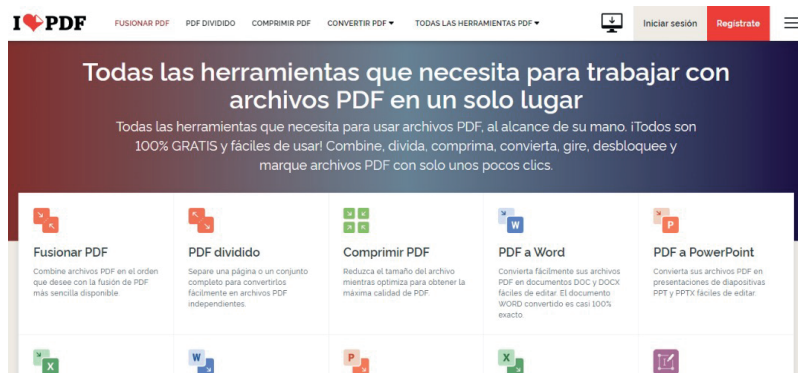 I PDF
FUSIONAR PDF PDF DIVIDIDO COMPRIMIR PDF CONVERTIR PDF TODAS LAS HERRAMIENTAS PDF Iniciar sesión Regístrate
Todas las herramientas que necesita para trabajar con
archivos PDF en un solo lugar
Todas las herramientas que necesita para usar archivos PDF, al alcance de su mano. ¡Todos son
100% GRATIS y fáciles de usar! Combine, divida, comprima, convierta, gire, desbloquee y
marque archivos PDF con solo unos pocos clics.
W
P
Fusionar PDF
Combine archivos PDF en el orden
que desee con la fusión de PDF
más sencilla disponible.
PDF dividido
Separe una página o un conjunto
completo para convertirlos
fácilmente en archivos PDF
independientes.
Comprimir PDF
Reduzca el tamaño del archivo
mientras optimiza para obtener la
máxima calidad de PDF.
PDF a Word
Convierta fácilmente sus archivos
PDF en documentos DOC y DOCX
fáciles de editar. El documento
WORD convertido es casi 100%
exacto.
PDF a PowerPoint
Convierta sus archivos PDF en
presentaciones de diapositivas
PPT y PPTX fáciles de editar.
X
W
P
X